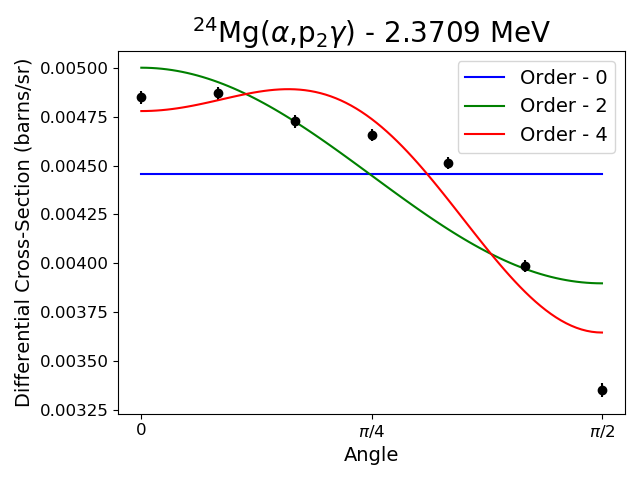 ²⁴Mg(α,p₂γ) - 2.3709 MeV
Order - 0
Order - 2
Order - 4
Differential Cross-Section (barns/sr)
0.00500
0.00475
0.00450
0.00425
0.00400
0.00375
0.00350
0.00325
0 π/4 π/2
Angle